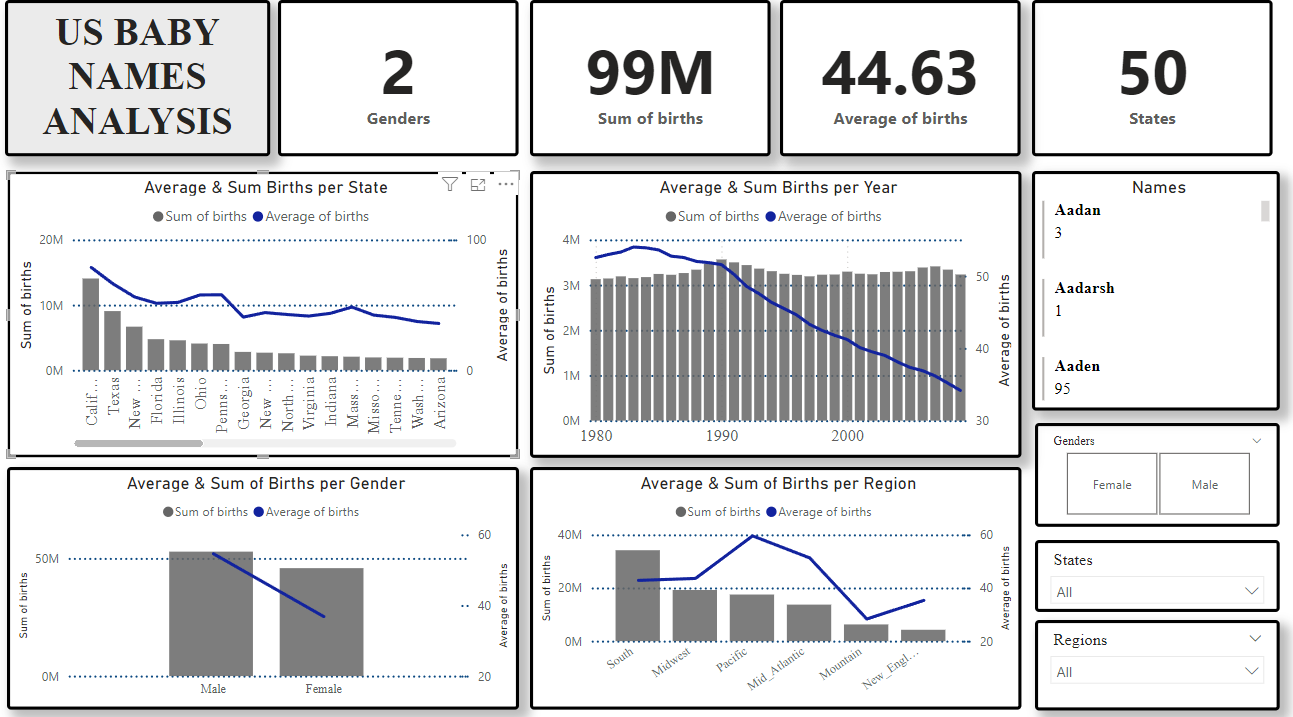 US BABY
NAMES
ANALYSIS
2
Genders
99M
Sum of births
44.63
Average of births
50
States
Average & Sum Births per State
Sum of births Average of births
20M
10M
0M
Sum of births
100
0
Average of births
Calif...
Texas
New ...
Florida
Illinois
Ohio
Penns...
Georgia
New ...
North...
Virginia
Indiana
Mass...
Misso...
Tenne...
Wash...
Arizona
Average & Sum Births per Year
Sum of births Average of births
4M
3M
2M
1M
0M
Sum of births
50
40
30
Average of births
1980 1990 2000
Names
Aadan
3
Aadarsh
1
Aaden
95
Genders
Female Male
States
All
Regions
All
Average & Sum of Births per Gender
Sum of births Average of births
50M
0M
Sum of births
60
40
20
Average of births
Male Female
Average & Sum of Births per Region
Sum of births Average of births
40M
20M
0M
Sum of births
60
40
20
Average of births
South
Midwest
Pacific
Mid_Atlantic
Mountain
New_Engl...